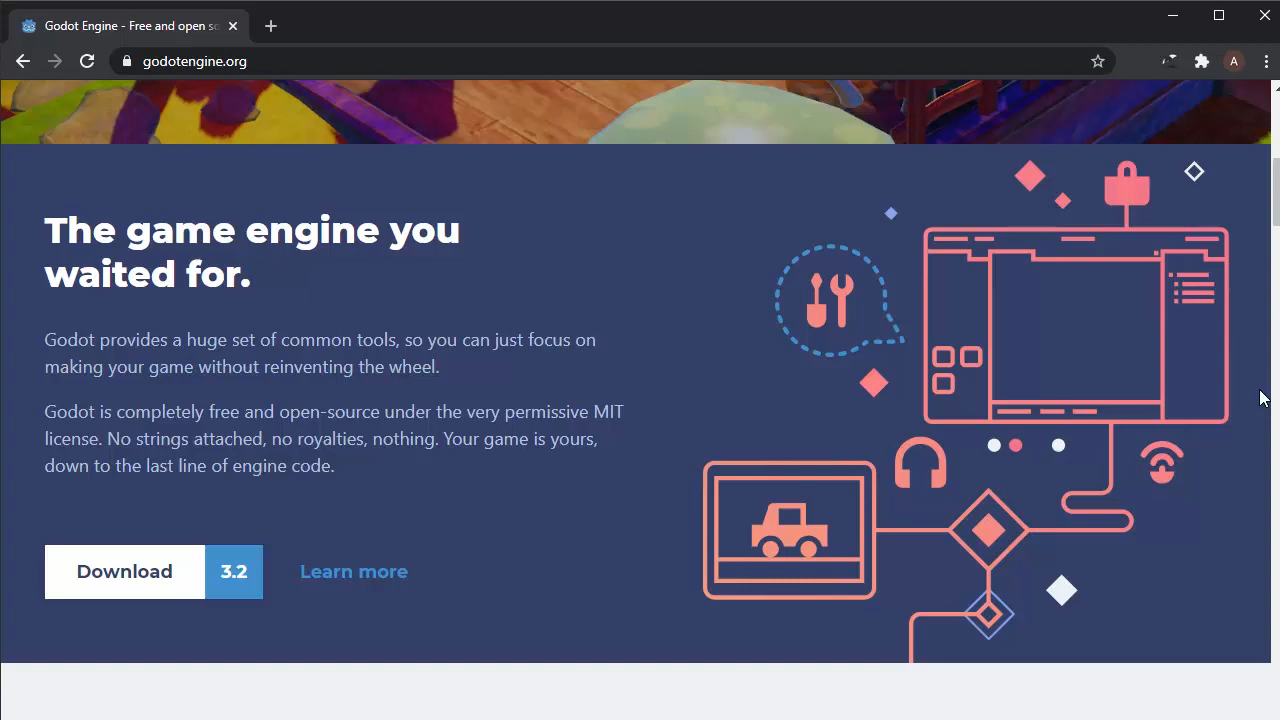 Godot Engine - Free and open so
godotengine.org
A
The game engine you
waited for.
Godot provides a huge set of common tools, so you can just focus on
making your game without reinventing the wheel.
Godot is completely free and open-source under the very permissive MIT
license. No strings attached, no royalties, nothing. Your game is yours,
down to the last line of engine code.
Download 3.2 Learn more